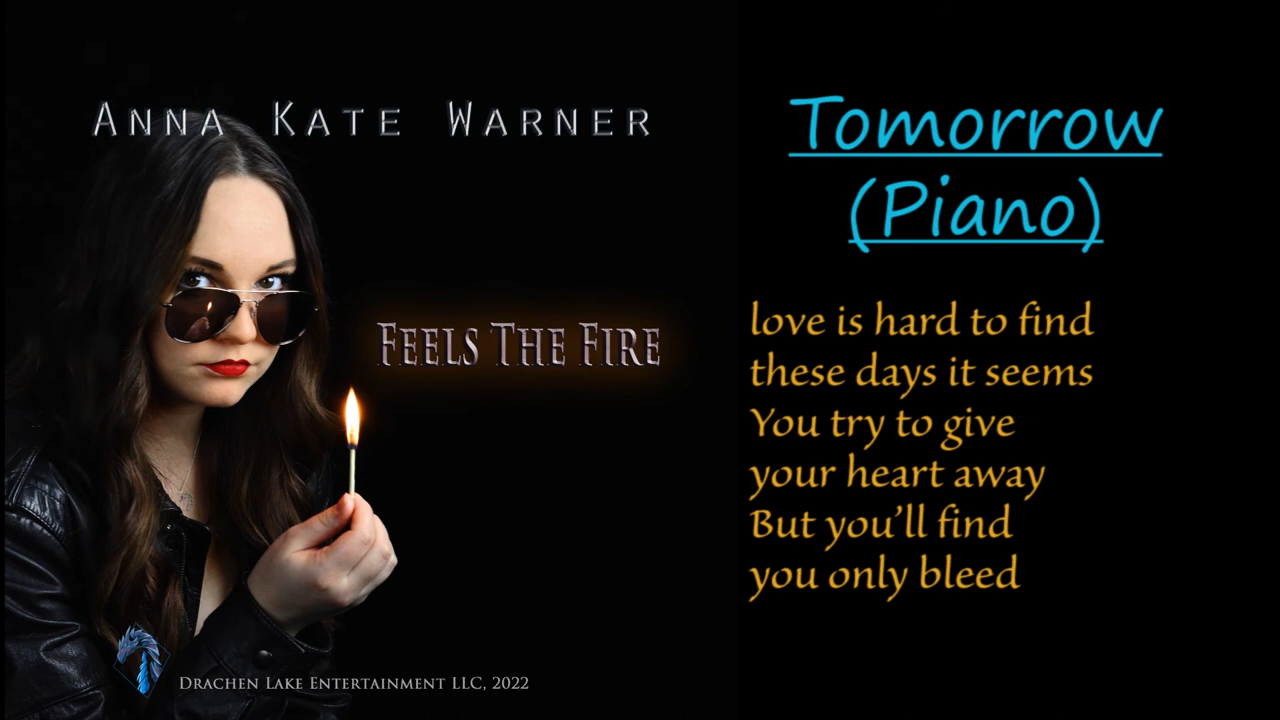 ANNA KATE WARNER
FEELS THE FIRE
DRACHEN LAKE ENTERTAINMENT LLC, 2022
Tomorrow
(Piano)
love is hard to find
these days it seems
You try to give
your heart away
But you’ll find
you only bleed